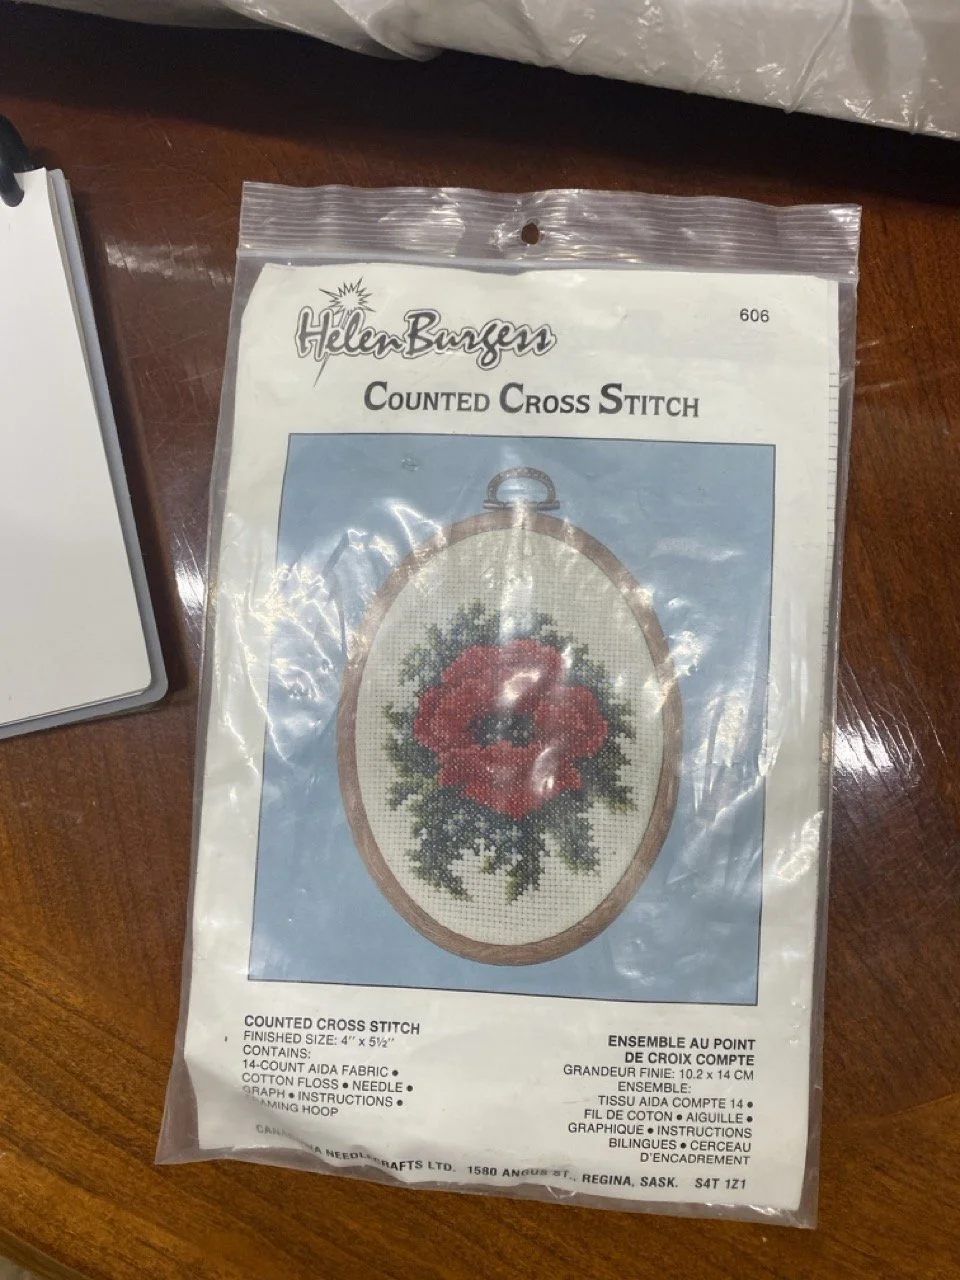 Helen Burgess
606
COUNTED CROSS STITCH
COUNTED CROSS STITCH
FINISHED SIZE: 4" x 5½"
CONTAINS:
14-COUNT AIDA FABRIC •
COTTON FLOSS • NEEDLE •
GRAPH • INSTRUCTIONS •
FRAMING HOOP
ENSEMBLE AU POINT
DE CROIX COMPTE
GRANDEUR FINIE: 10.2 x 14 CM
ENSEMBLE:
TISSU AIDA COMPTE 14 •
FIL DE COTON • AIGUILLE •
GRAPHIQUE • INSTRUCTIONS
BILINGUES • CERCEAU
D'ENCADREMENT
NEEDLECRAFTS LTD. 1580 ANGUS ST., REGINA, SASK. S4T 1Z1